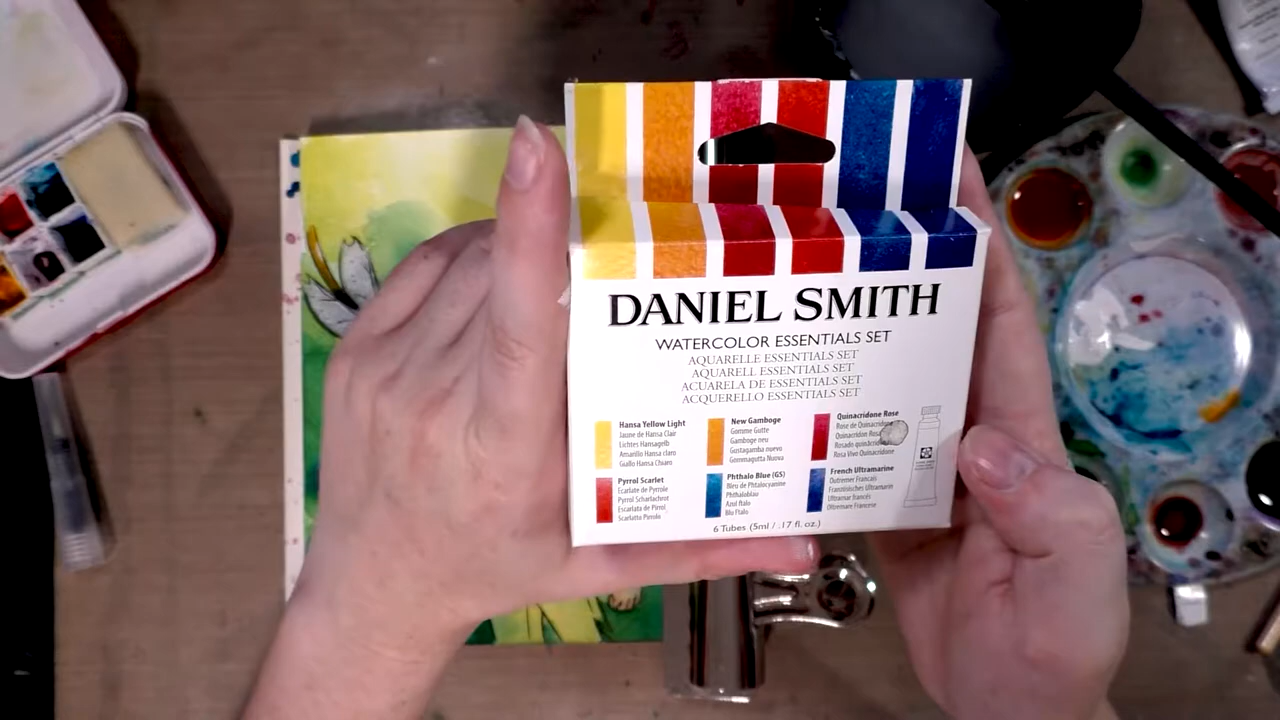 DANIEL SMITH
WATERCOLOR ESSENTIALS SET
AQUARELLE ESSENTIALS SET
AQUARELL ESSENTIALS SET
ACUARELA DE ESSENTIALS SET
ACQUERELLO ESSENTIALS SET
Hansa Yellow Light
Jaune de Hansa Clair
Lichtes Hansagelb
Amarillo Hansa claro
Giallo Hansa Chiaro
New Gamboge
Gomme Gutte
Gamboge neu
Gustagamba nuevo
Gommagutta Nuova
Quinacridone Rose
Rose de Quinacridone
Quinacridon Rosa
Rosado
Rosa Vivo Quinacridone
Pyrrol Scarlet
Ecarlate de Pyrrole
Pyrrol Scharlachrot
Escarlata de Pirrol
Scarlatto Pirrolo
Phthalo Blue (GS)
Bleu de Phtalocyanine
Phthaloblau
Azul Ftalo
Blu Ftalo
French Ultramarine
Outremer Francais
Französisches Ultramarin
Ultramar francés
Oltremare Francese
6 Tubes (5ml / .17 fl. oz.)